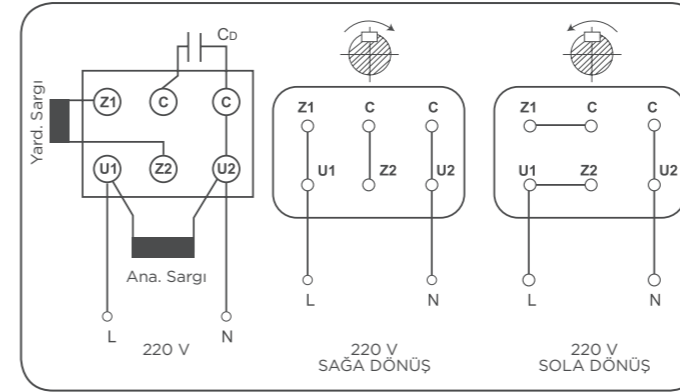 CD
Yard. Sargı
Z1 C C
U1 Z2 U2
Ana. Sargı
L N
220 V
Z1 C C
U1 Z2 U2
L N
220 V
SAĞA DÖNÜŞ
Z1 C C
U1 Z2 U2
L N
220 V
SOLA DÖNÜŞ